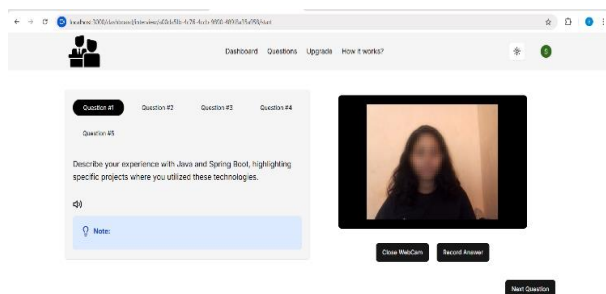 Dashboard Questions Upgrade How it works?
Question #1 Question #2 Question #3 Question #4
Question #5
Describe your experience with Java and Spring Boot, highlighting
specific projects where you utilized these technologies.
Note:
Close WebCam Record Answer
Next Question